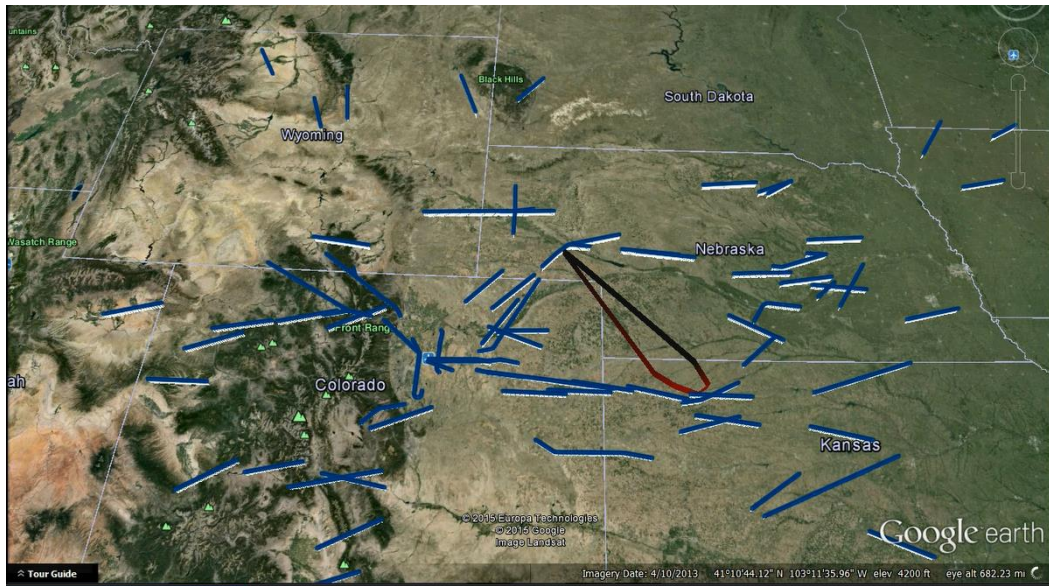 untains
Black Hills
South Dakota
Wyoming
Wasatch Range
Nebraska
Front Rang
ah
Colorado
Kansas
© 2015 Europa Technologies
© 2015 Google
Image Landsat
Google earth
Tour Guide
Imagery Date: 4/10/2013 41°10'44.12" N 103°11'35.96" W elev 4200 ft eye alt 682.23 mi